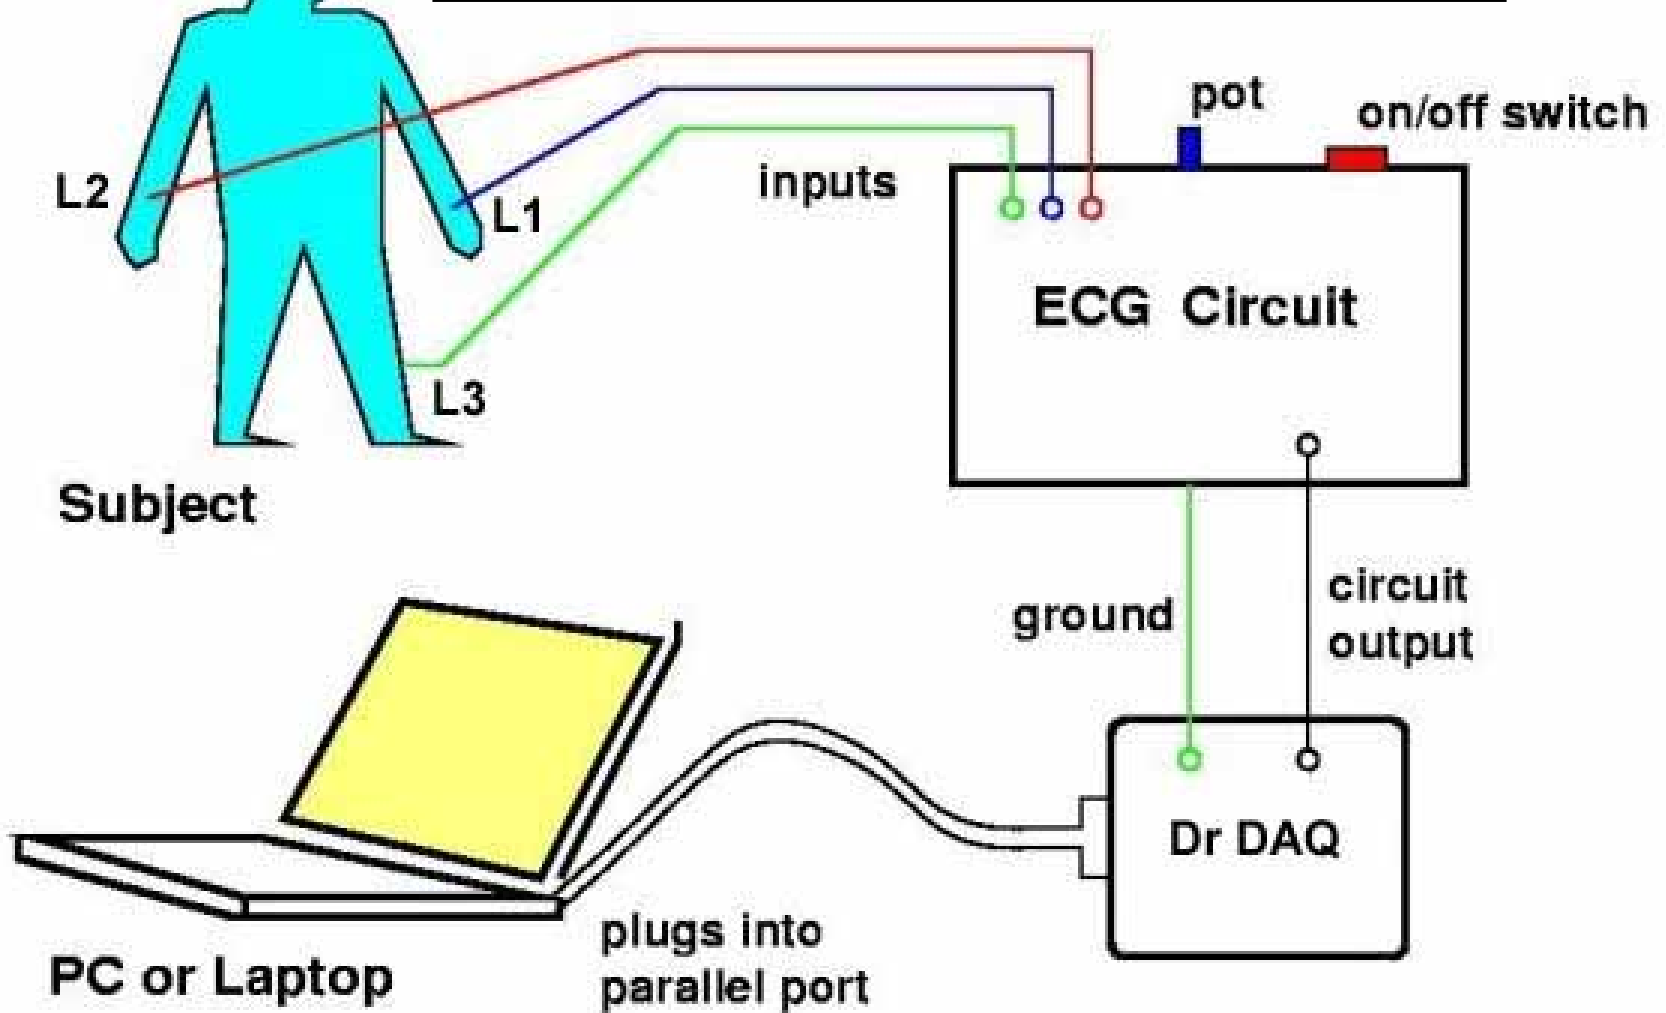 pot
on/off switch
L2
inputs
L1
ECG Circuit
L3
Subject
circuit
ground
output
Dr DAQ
plugs into
PC or Laptop
parallel port